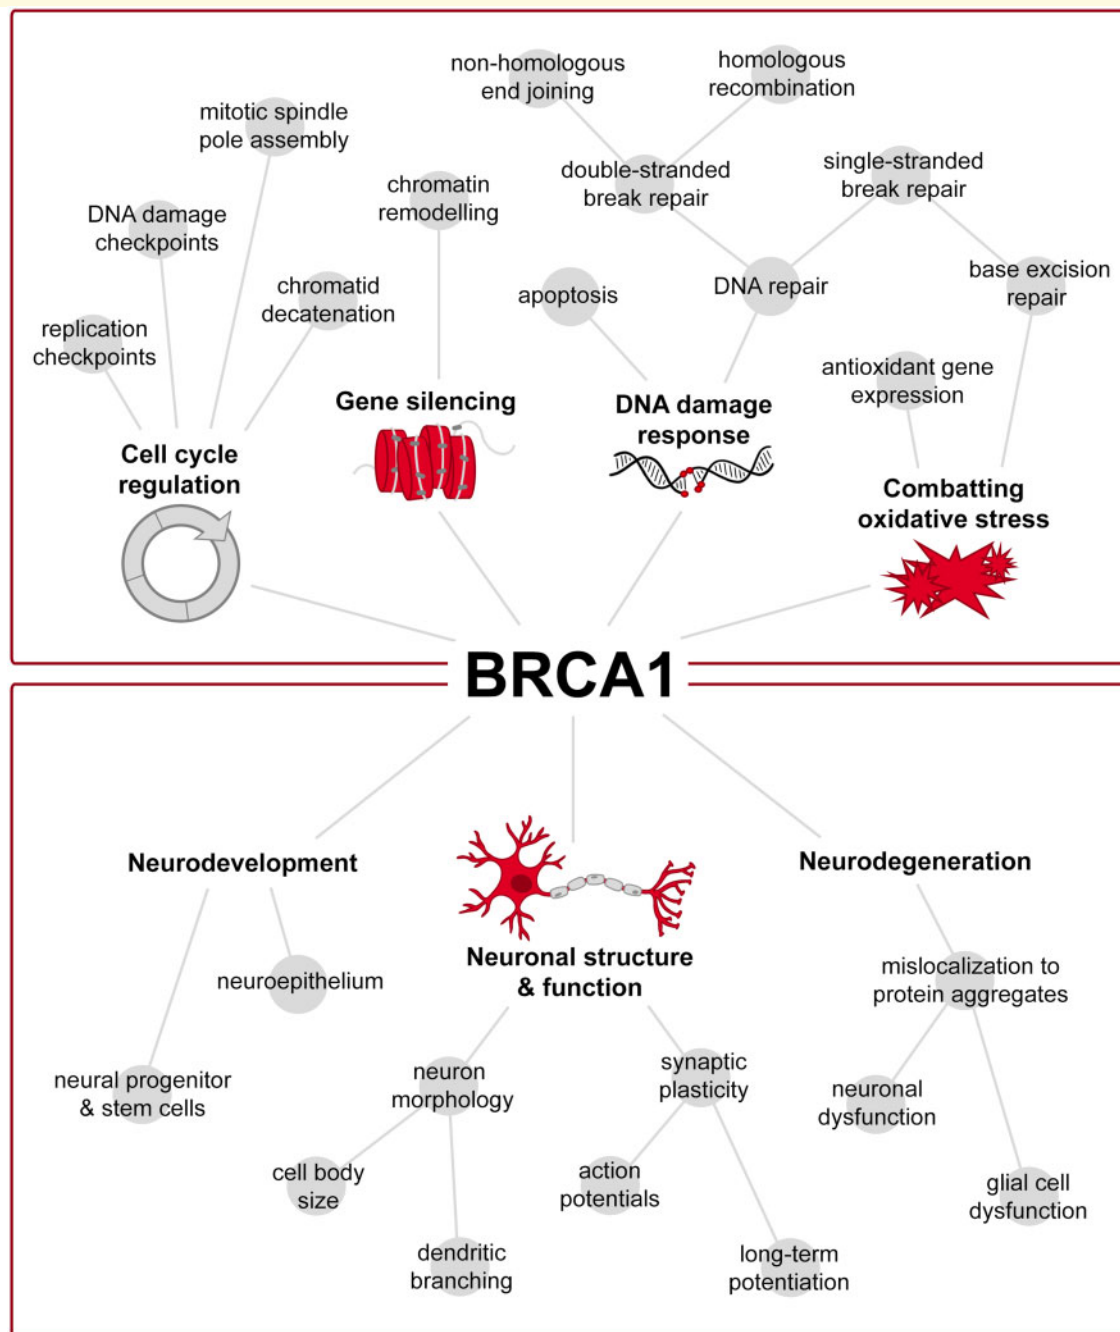 non-homologous
end joining
homologous
recombination
mitotic spindle
pole assembly
double-stranded
break repair
single-stranded
break repair
chromatin
remodelling
DNA damage
checkpoints
chromatid
decatenation
apoptosis
DNA repair
base excision
repair
replication
checkpoints
antioxidant gene
expression
Gene silencing
DNA damage
response
Cell cycle
regulation
Combatting
oxidative stress
BRCA1
Neurodevelopment
Neurodegeneration
Neuronal structure
& function
neuroepithelium
mislocalization to
protein aggregates
neural progenitor
& stem cells
neuron
morphology
synaptic
plasticity
neuronal
dysfunction
cell body
size
action
potentials
glial cell
dysfunction
dendritic
branching
long-term
potentiation